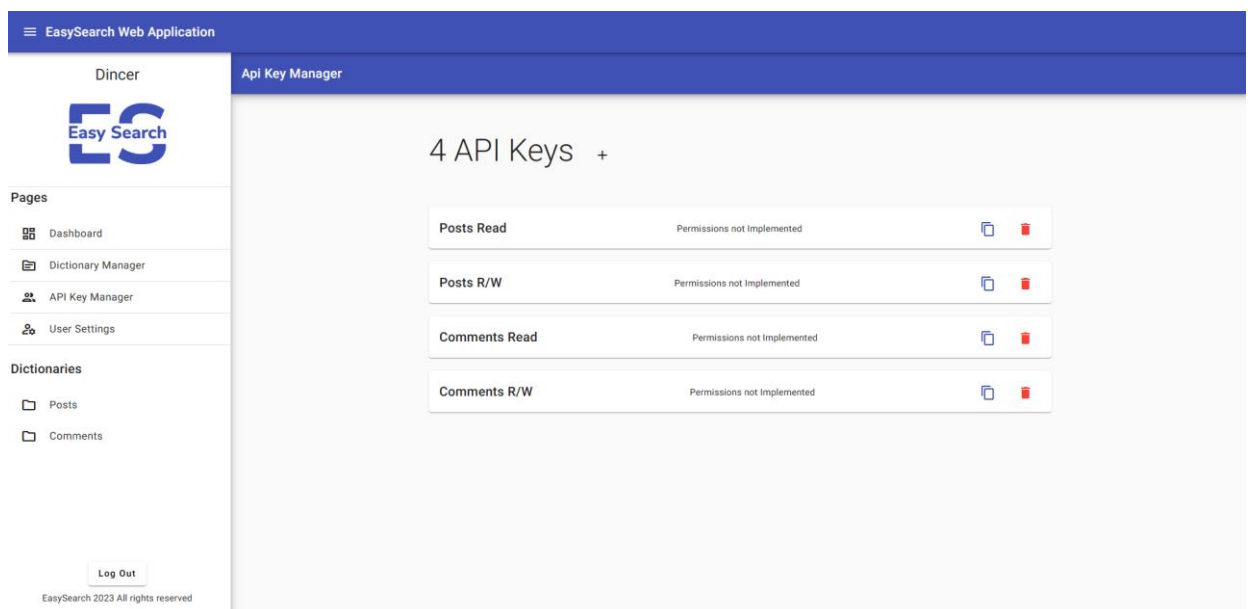 EasySearch Web Application
Dincer
ES
Easy Search
Pages
Dashboard
Dictionary Manager
API Key Manager
User Settings
Dictionaries
Posts
Comments
Log Out
EasySearch 2023 All rights reserved
Api Key Manager
4 API Keys +
Posts Read Permissions not Implemented
Posts R/W Permissions not Implemented
Comments Read Permissions not Implemented
Comments R/W Permissions not Implemented